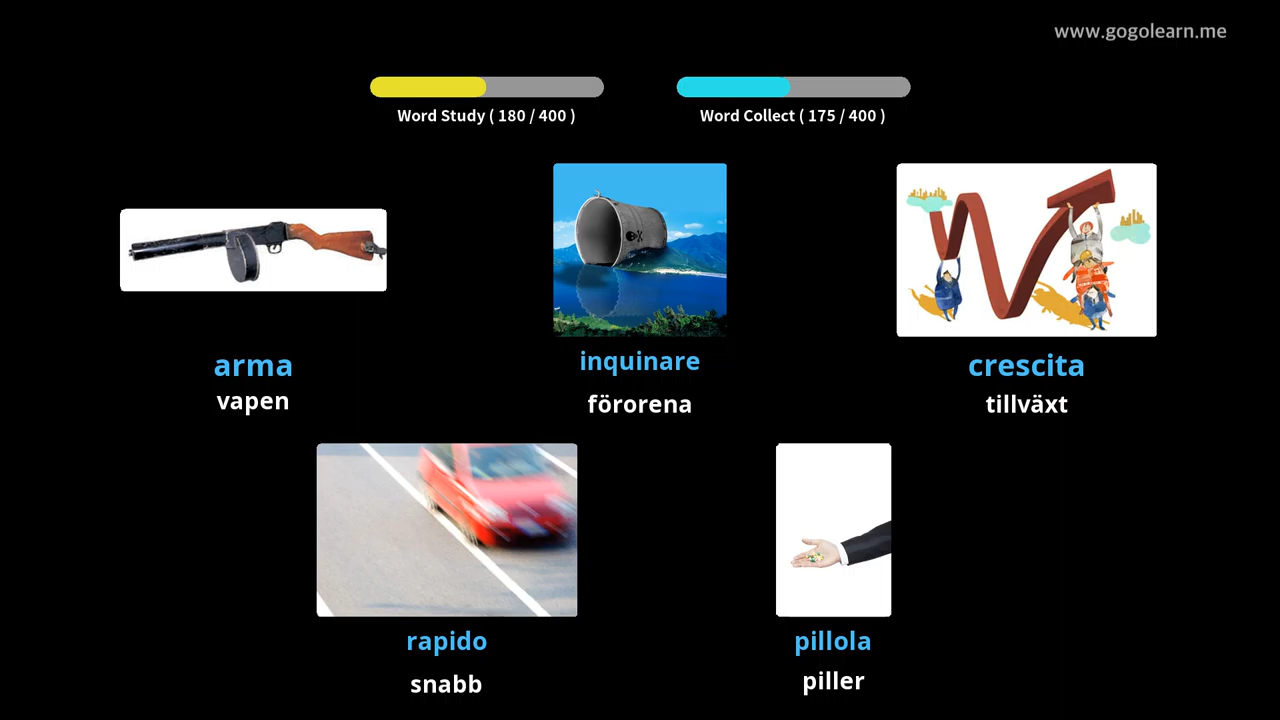 www.gogolearn.me
Word Study ( 180 / 400 )
Word Collect ( 175 / 400 )
arma
vapen
inquinare
förorena
crescita
tillväxt
rapido
snabb
pillola
piller